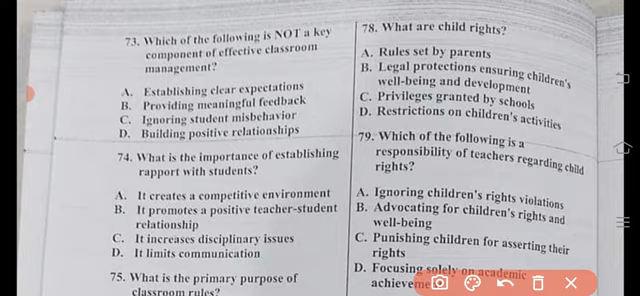 73. Which of the following is NOT a key
component of effective classroom
management?
A. Establishing clear expectations
B. Providing meaningful feedback
C. Ignoring student misbehavior
D. Building positive relationships
74. What is the importance of establishing
rapport with students?
A. It creates a competitive environment
B. It promotes a positive teacher-student
relationship
C. It increases disciplinary issues
D. It limits communication
75. What is the primary purpose of
classroom rules?
78. What are child rights?
A. Rules set by parents
B. Legal protections ensuring children's
well-being and development
C. Privileges granted by schools
D. Restrictions on children's activities
79. Which of the following is a
responsibility of teachers regarding child
rights?
A. Ignoring children's rights violations
B. Advocating for children's rights and
well-being
C. Punishing children for asserting their
rights
D. Focusing solely on academic